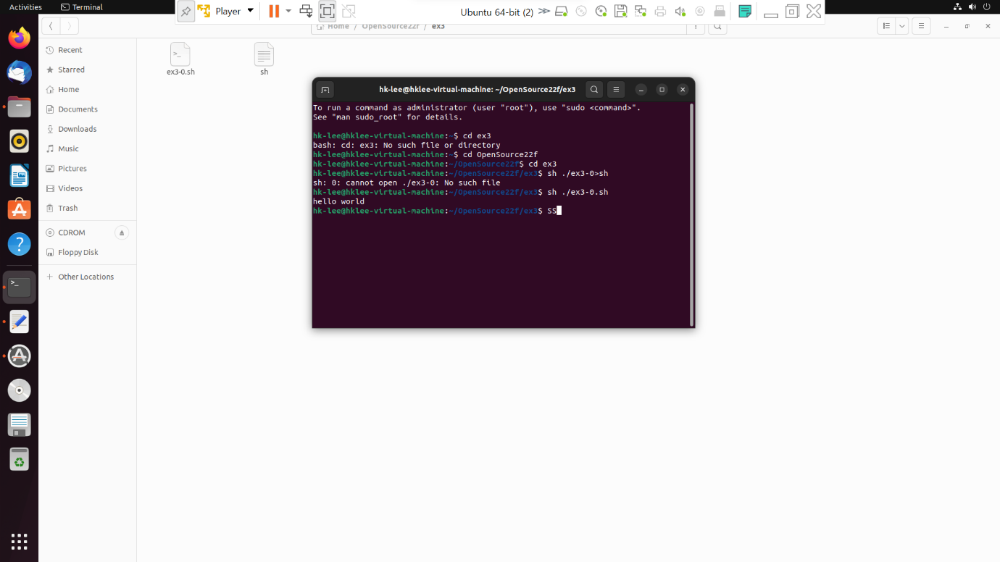 Activities
Terminal
Player
Ubuntu 64-bit (2)
Home / OpenSource22f / ex3
Recent
Starred
Home
Documents
Downloads
Music
Pictures
Videos
Trash
CDROM
Floppy Disk
Other Locations
ex3-0.sh
sh
hk-lee@hklee-virtual-machine: ~/OpenSource22f/ex3
To run a command as administrator (user "root"), use "sudo <command>".
See "man sudo_root" for details.
hk-lee@hklee-virtual-machine:~$ cd ex3
bash: cd: ex3: No such file or directory
hk-lee@hklee-virtual-machine:~$ cd OpenSource22f
hk-lee@hklee-virtual-machine:~/OpenSource22f$ cd ex3
hk-lee@hklee-virtual-machine:~/OpenSource22f/ex3$ sh ./ex3-0>sh
sh: 0: cannot open ./ex3-0: No such file
hk-lee@hklee-virtual-machine:~/OpenSource22f/ex3$ sh ./ex3-0.sh
hello world
hk-lee@hklee-virtual-machine:~/OpenSource22f/ex3$ SS